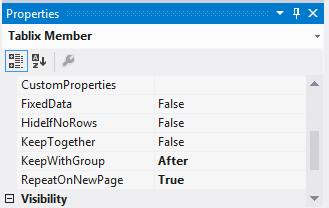 Properties
Tablix Member
CustomProperties
FixedData False
HideIfNoRows False
KeepTogether False
KeepWithGroup After
RepeatOnNewPage True
Visibility